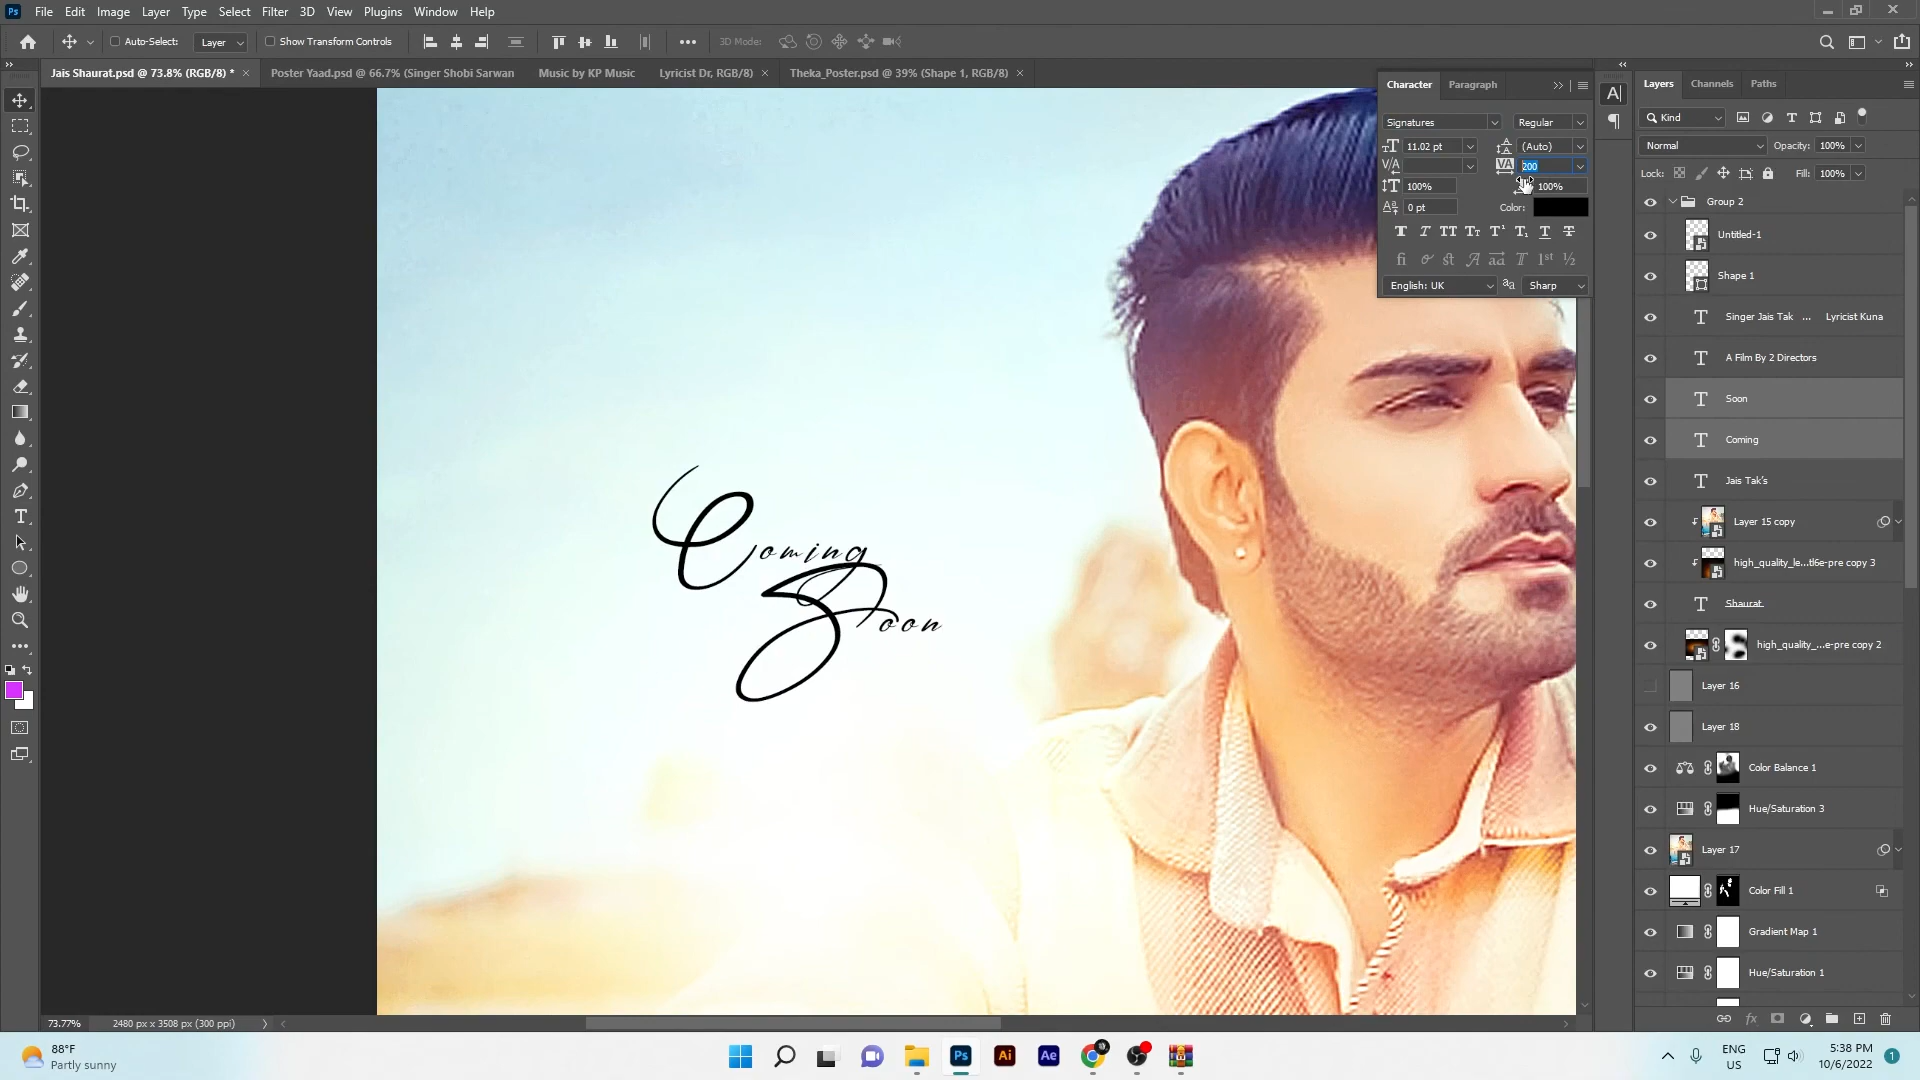 Ps File Edit Image Layer Type Select Filter 3D View Plugins Window Help
Auto-Select: Layer Show Transform Controls 3D Mode:
Jais Shaurat.psd @ 73.8% (RGB/8) * × Poster Yaad.psd @ 66.7% (Singer Shobi Sarwan Music by KP Music Lyricist Dr, RGB/8) × Theka_Poster.psd @ 39% (Shape 1, RGB/8) ×
Character Paragraph
Signatures Regular
11.02 pt (Auto)
200
100% 100%
0 pt Color:
English: UK Sharp
Layers Channels Paths
Kind
Normal Opacity: 100%
Lock: Fill: 100%
Group 2
Untitled-1
Shape 1
Singer Jais Tak ... Lyricist Kuna
A Film By 2 Directors
Soon
Coming
Jais Tak's
Layer 15 copy
high_quality_le...tl6e-pre copy 3
Shaurat
high_quality_...e-pre copy 2
Layer 16
Layer 18
Color Balance 1
Hue/Saturation 3
Layer 17
Color Fill 1
Gradient Map 1
Hue/Saturation 1
Coming
Soon
73.77% 2480 px x 3508 px (300 ppi)
88°F
Partly sunny
Ps Ai Ae
ENG
US
5:38 PM
10/6/2022
1